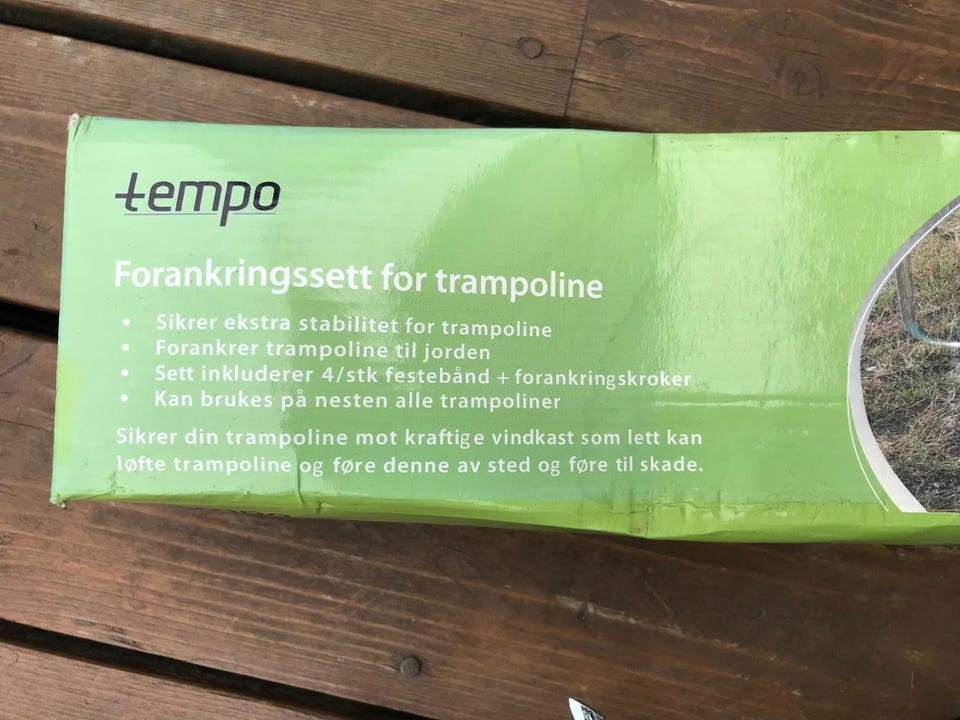 tempo
Forankringssett for trampoline
• Sikrer ekstra stabilitet for trampoline
• Forankrer trampoline til jorden
• Sett inkluderer 4/stk festebånd + forankringskroker
• Kan brukes på nesten alle trampoliner
Sikrer din trampoline mot kraftige vindkast som lett kan
løfte trampoline og føre denne av sted og føre til skade.